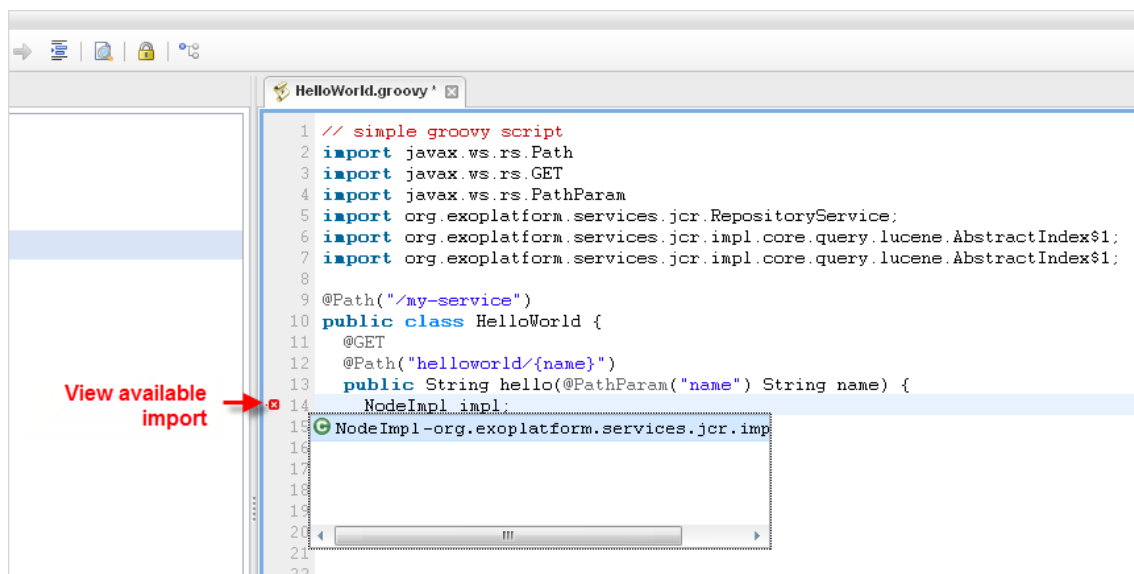 HelloWorld.groovy *
1 // simple groovy script
2 import javax.ws.rs.Path
3 import javax.ws.rs.GET
4 import javax.ws.rs.PathParam
5 import org.exoplatform.services.jcr.RepositoryService;
6 import org.exoplatform.services.jcr.impl.core.query.lucene.AbstractIndex$1;
7 import org.exoplatform.services.jcr.impl.core.query.lucene.AbstractIndex$1;
8
9 @Path("/my-service")
10 public class HelloWorld {
11 @GET
12 @Path("helloworld/{name}")
13 public String hello(@PathParam("name") String name) {
View available
import
14 NodeImpl impl;
15 NodeImpl-org.exoplatform.services.jcr.imp
16
17
18
19
20
21
22